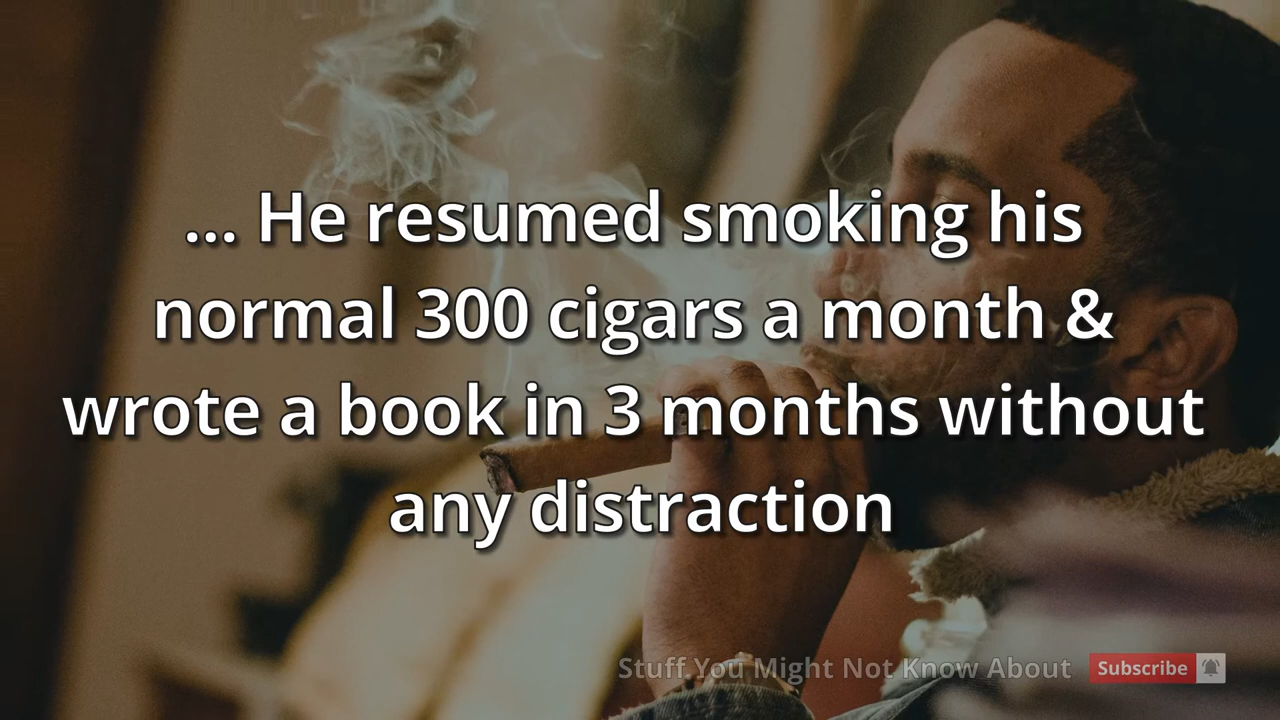 ... He resumed smoking his
normal 300 cigars a month &
wrote a book in 3 months without
any distraction
Stuff You Might Not Know About
Subscribe